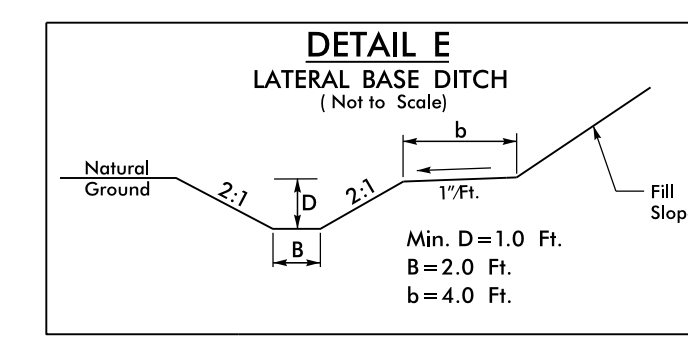 DETAIL E
LATERAL BASE DITCH
( Not to Scale)
b
Natural
Ground
2:1
D
2:1
1"/Ft.
B
Fill
Slop
Min. D=1.0 Ft.
B=2.0 Ft.
b=4.0 Ft.